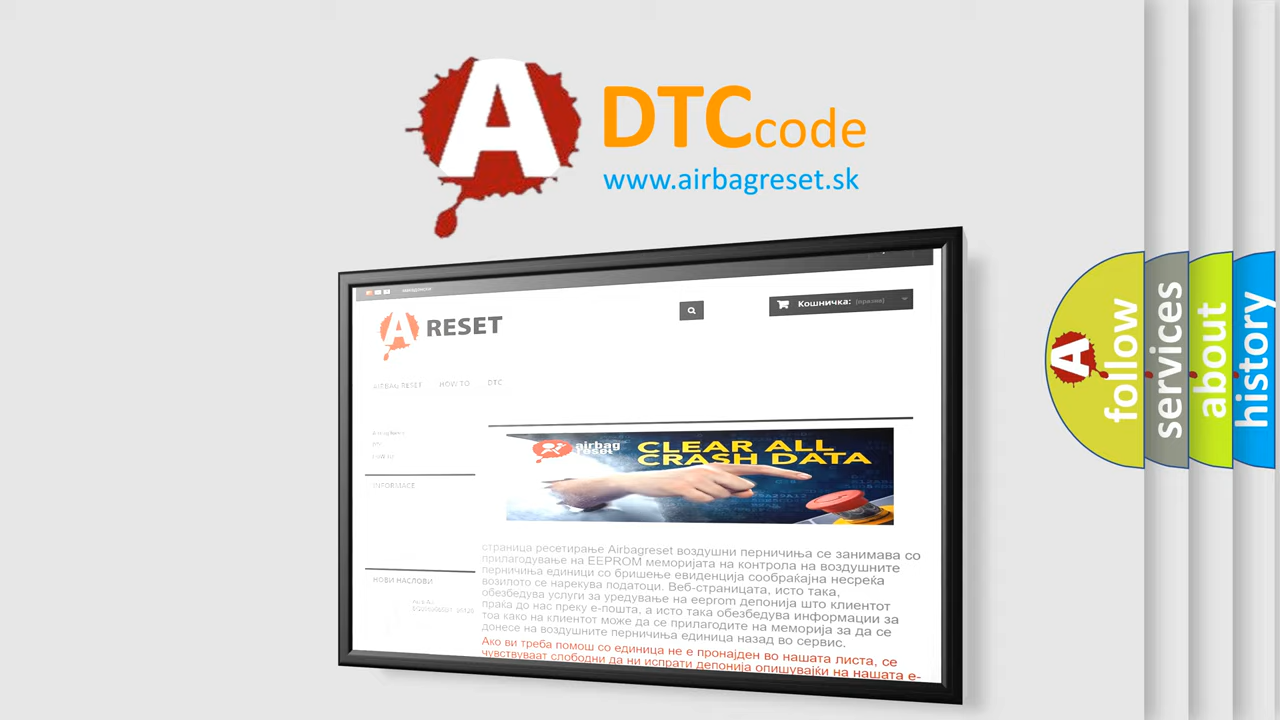 A
DTCcode
www.airbagreset.sk
A RESET
Кошничка:
AIRBAG RESET HOW TO DTC
INFORMACE
НОВИ НАСЛОВИ
airbag
reset
CLEAR ALL
CRASH DATA
страница ресетирање Airbagreset воздушни перничиња се занимава со
прилагодување на EEPROM меморијата на контрола на воздушните
перничиња единици со бришење евиденција сообраќајна несреќа
возилото се нарекува податоци. Веб-страницата, исто така,
обезбедува услуги за уредување на eeprom депонија што клиентот
праќа до нас преку е-пошта, а исто така обезбедува информации за
тоа како на клиентот може да се прилагодите на меморија за да се
донесе на воздушните перничиња единица назад во сервис.
Ако ви треба помош со единица не е пронајден во нашата листа, се
чувствуваат слободни да ни испрати депонија опишувајќи на нашата е-
A
follow
services
about
history